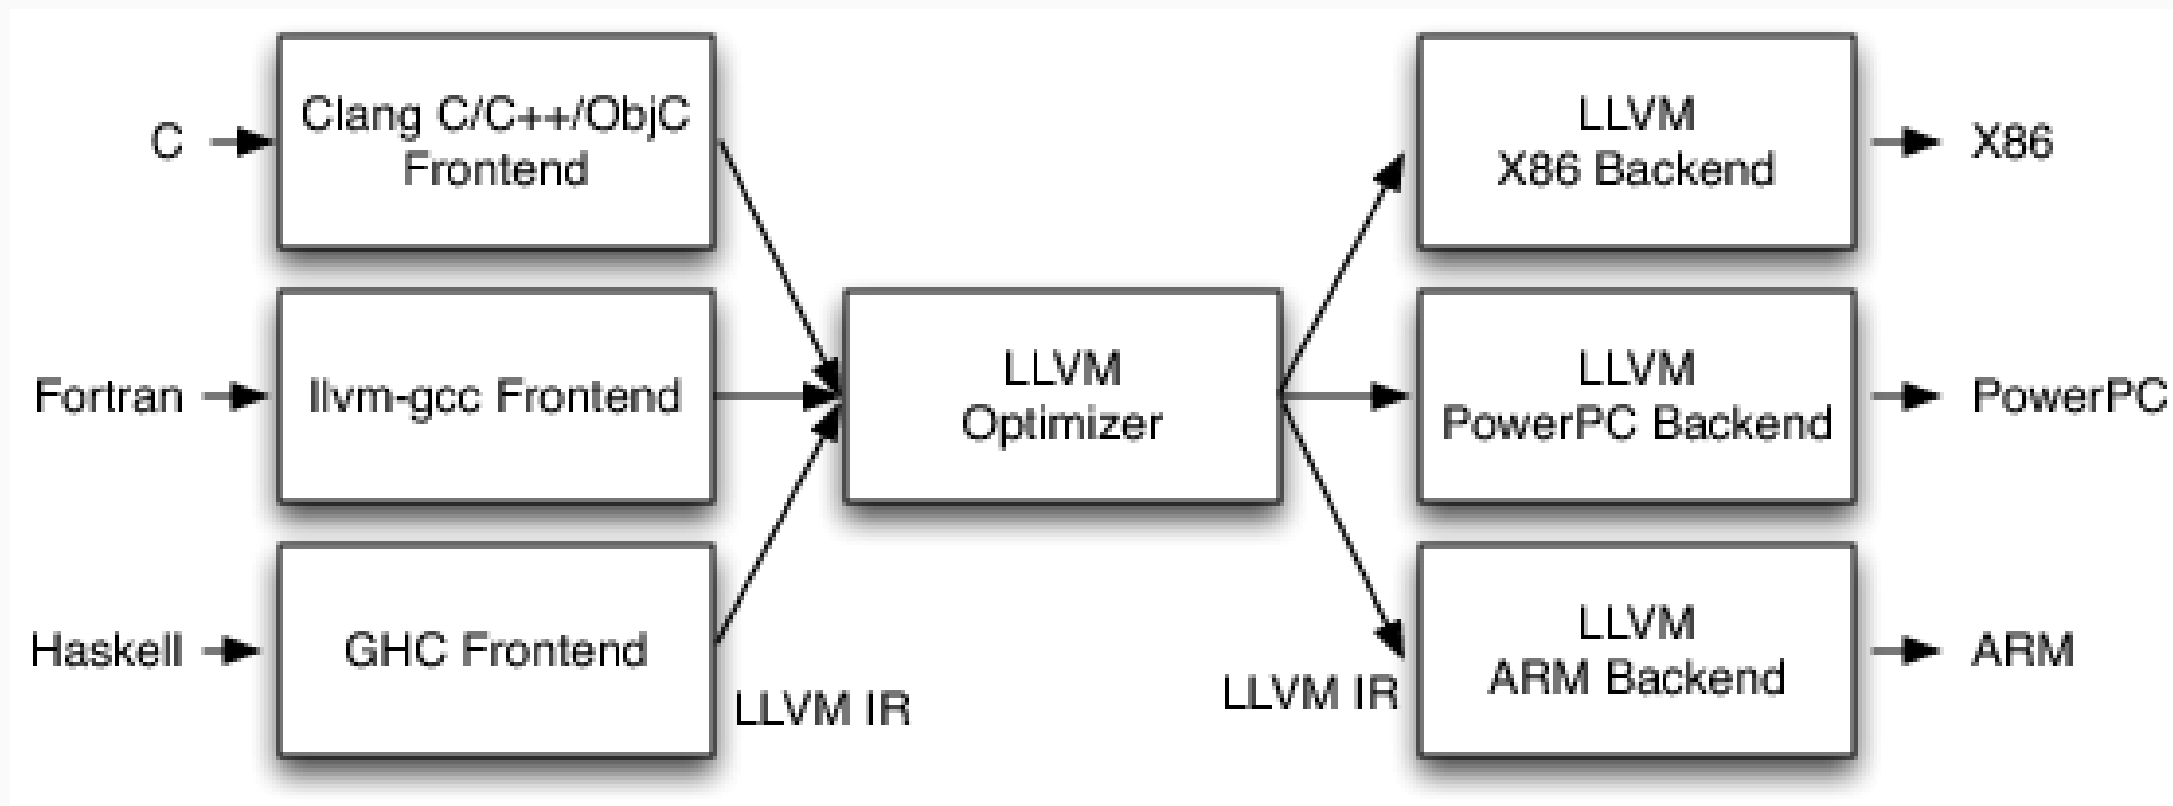 C
Clang C/C++/ObjC
Frontend
LLVM
X86 Backend
X86
Fortran
llvm-gcc Frontend
LLVM
Optimizer
LLVM
PowerPC Backend
PowerPC
Haskell
GHC Frontend
LLVM IR
LLVM IR
LLVM
ARM Backend
ARM